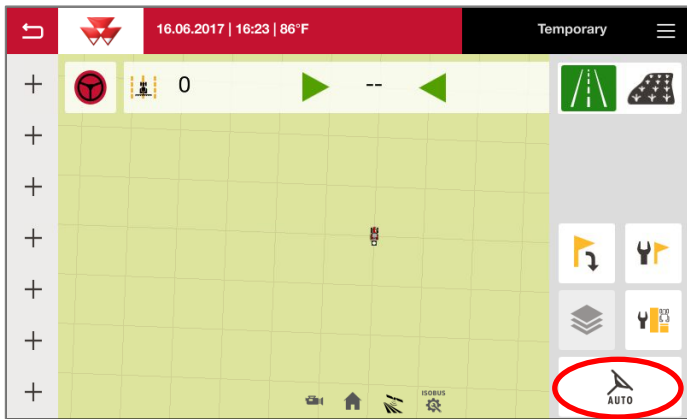 16.06.2017 | 16:23 | 86°F
Temporary
0
--
ISOBUS
AUTO